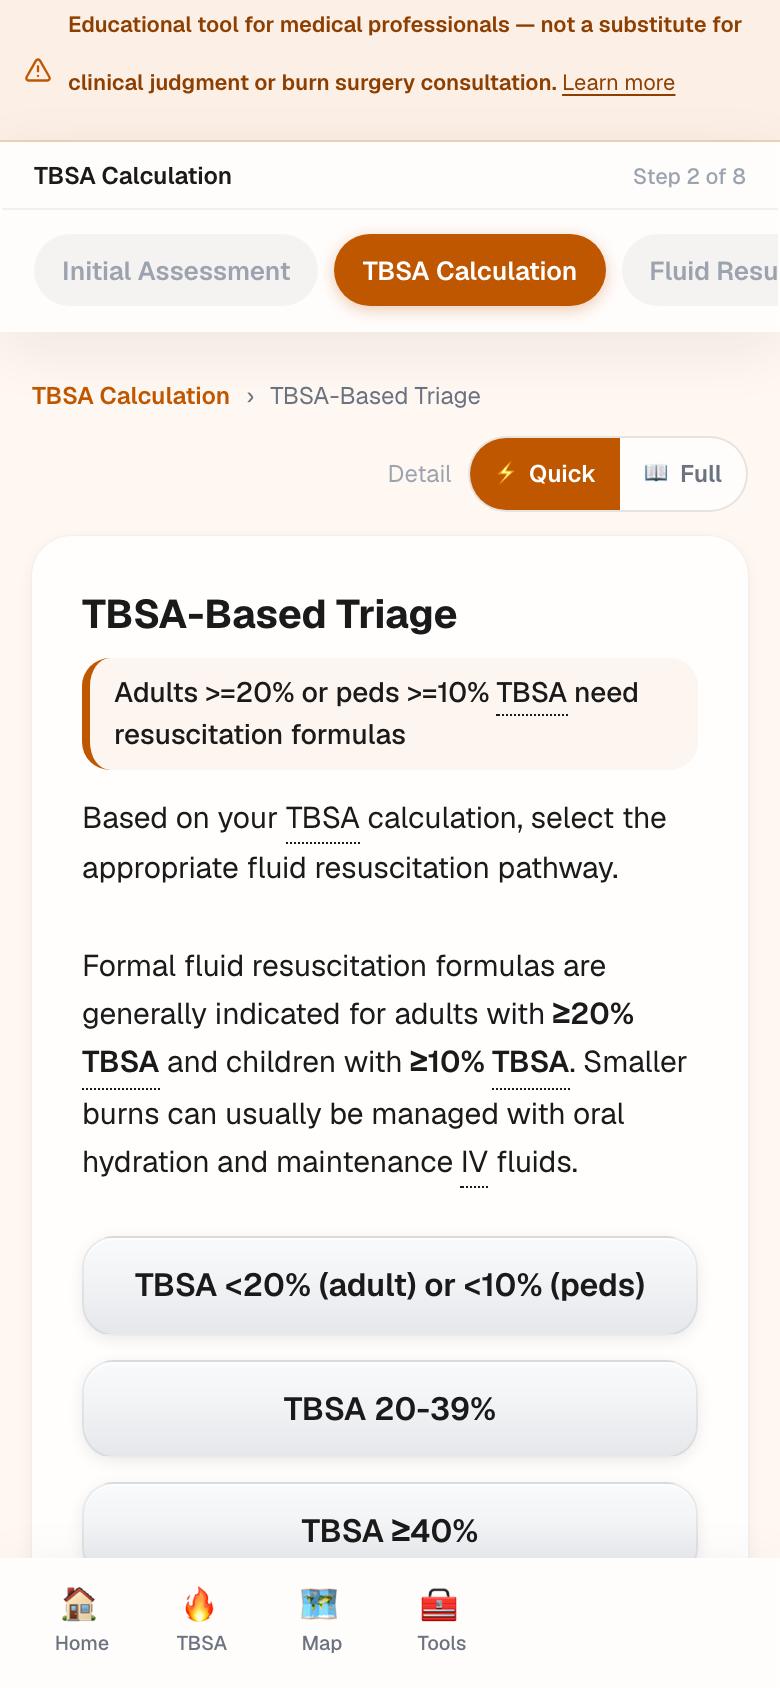 Educational tool for medical professionals — not a substitute for
clinical judgment or burn surgery consultation. Learn more
TBSA Calculation
Step 2 of 8
Initial Assessment
TBSA Calculation
Fluid Resu
TBSA Calculation › TBSA-Based Triage
Detail
⚡ Quick
📖 Full
TBSA-Based Triage
Adults >=20% or peds >=10% TBSA need
resuscitation formulas
Based on your TBSA calculation, select the
appropriate fluid resuscitation pathway.
Formal fluid resuscitation formulas are
generally indicated for adults with ≥20%
TBSA and children with ≥10% TBSA. Smaller
burns can usually be managed with oral
hydration and maintenance IV fluids.
TBSA <20% (adult) or <10% (peds)
TBSA 20-39%
TBSA ≥40%
Home
TBSA
Map
Tools